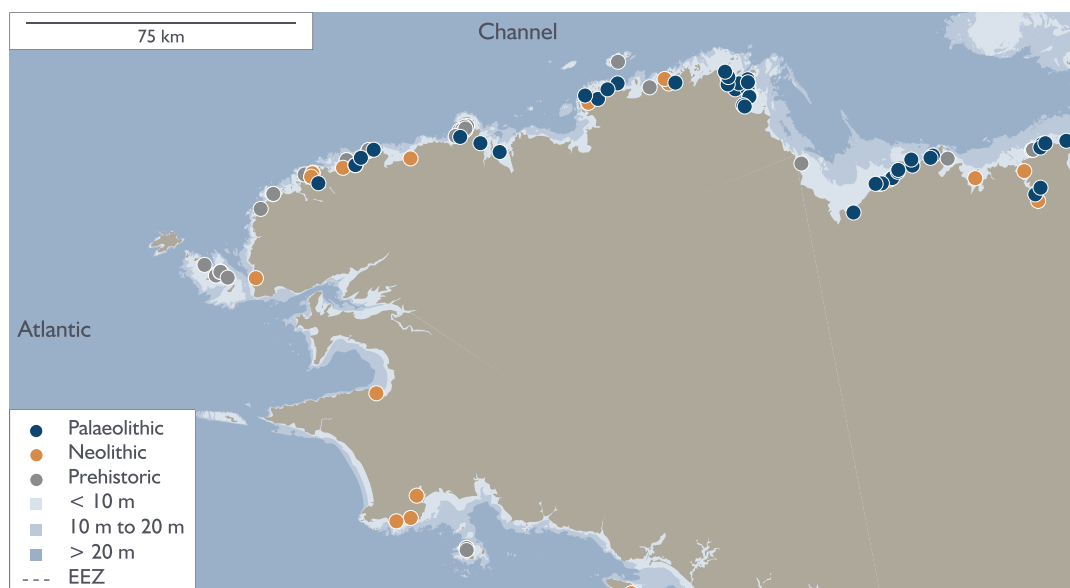 75 km
Channel
Atlantic
Palaeolithic
Neolithic
Prehistoric
< 10 m
10 m to 20 m
> 20 m
EEZ